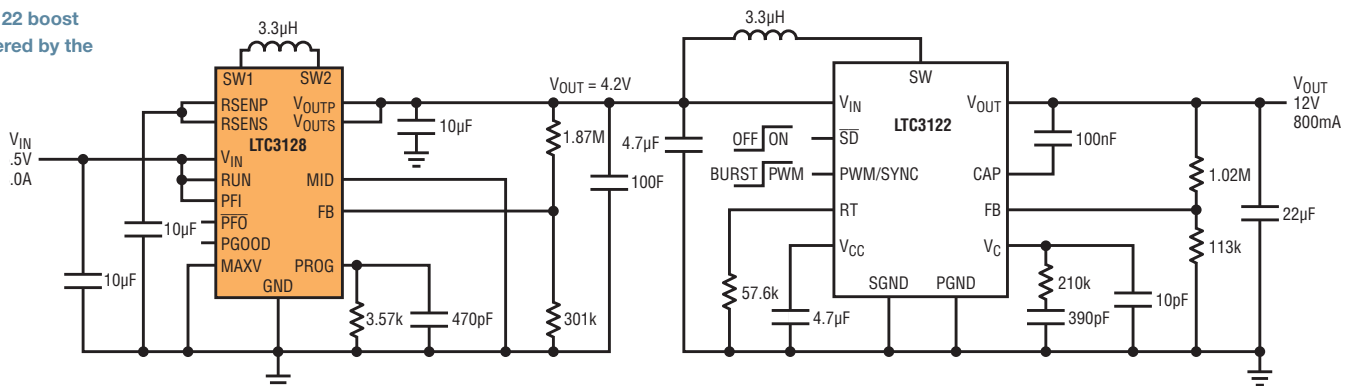 22 boost
ered by the
3.3µH
SW1 SW2
RSENP
RSENS
LTC3128
VIN
RUN
PFI
PFO
PGOOD
MAXV
GND
VOUTP
VOUTS
MID
FB
PROG
VIN
.5V
.0A
10µF
10µF
3.57k
470pF
10µF
VOUT = 4.2V
1.87M
301k
100F
4.7µF
3.3µH
SW
VIN
LTC3122
VOUT
SD
OFF ON
PWM/SYNC
BURST PWM
CAP
RT
FB
VCC
VC
SGND PGND
57.6k
4.7µF
210k
390pF
10pF
100nF
1.02M
113k
22µF
VOUT
12V
800mA